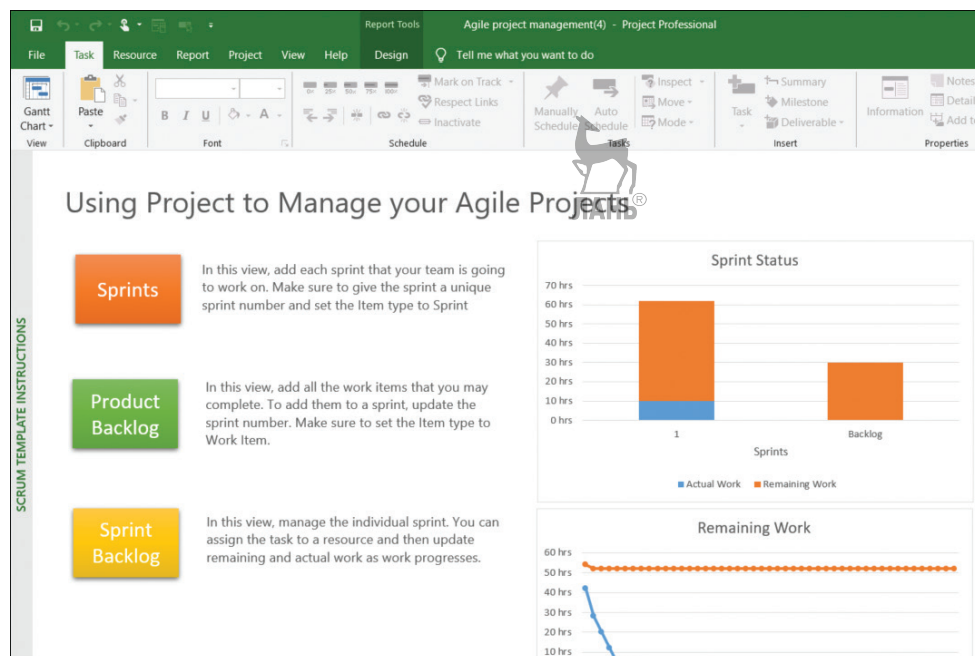 Report Tools
Agile project management(4) - Project Professional
File Task Resource Report Project View Help Design Tell me what you want to do
Gantt Chart
View
Paste
Clipboard
B I U A
Font
0% 25% 50% 75% 100%
Mark on Track
Respect Links
Inactivate
Schedule
Manually Schedule
Auto Schedule
Inspect
Move
Mode
Tasks
Task
Summary
Milestone
Deliverable
Insert
Information
Notes
Detail
Add to
Properties
JIANB®
SCRUM TEMPLATE INSTRUCTIONS
Using Project to Manage your Agile Projects
Sprints
In this view, add each sprint that your team is going
to work on. Make sure to give the sprint a unique
sprint number and set the Item type to Sprint
Product
Backlog
In this view, add all the work items that you may
complete. To add them to a sprint, update the
sprint number. Make sure to set the Item type to
Work Item.
Sprint
Backlog
In this view, manage the individual sprint. You can
assign the task to a resource and then update
remaining and actual work as work progresses.
Sprint Status
70 hrs
60 hrs
50 hrs
40 hrs
30 hrs
20 hrs
10 hrs
0 hrs
1 Backlog
Sprints
Actual Work Remaining Work
Remaining Work
60 hrs
50 hrs
40 hrs
30 hrs
20 hrs
10 hrs